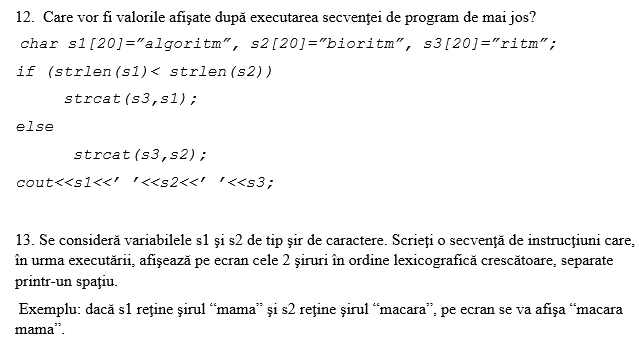 12.  Care vor fi valorile afişate după executarea secvenţei de program de mai jos?
char s1[20]=”algoritm”, s2[20]=”bioritm”, s3[20]=”ritm”;
if (strlen(s1)< strlen(s2))
strcat(s3,s1);
else
strcat(s3,s2);
cout<<s1<<’ ’<<s2<<’ ’<<s3;
13. Se consideră variabilele s1 şi s2 de tip şir de caractere. Scrieţi o secvenţă de instrucţiuni care,
în urma executării, afişează pe ecran cele 2 şiruri în ordine lexicografică crescătoare, separate
printr-un spaţiu.
Exemplu: dacă s1 reţine şirul “mama” şi s2 reţine şirul “macara”, pe ecran se va afişa “macara
mama”.